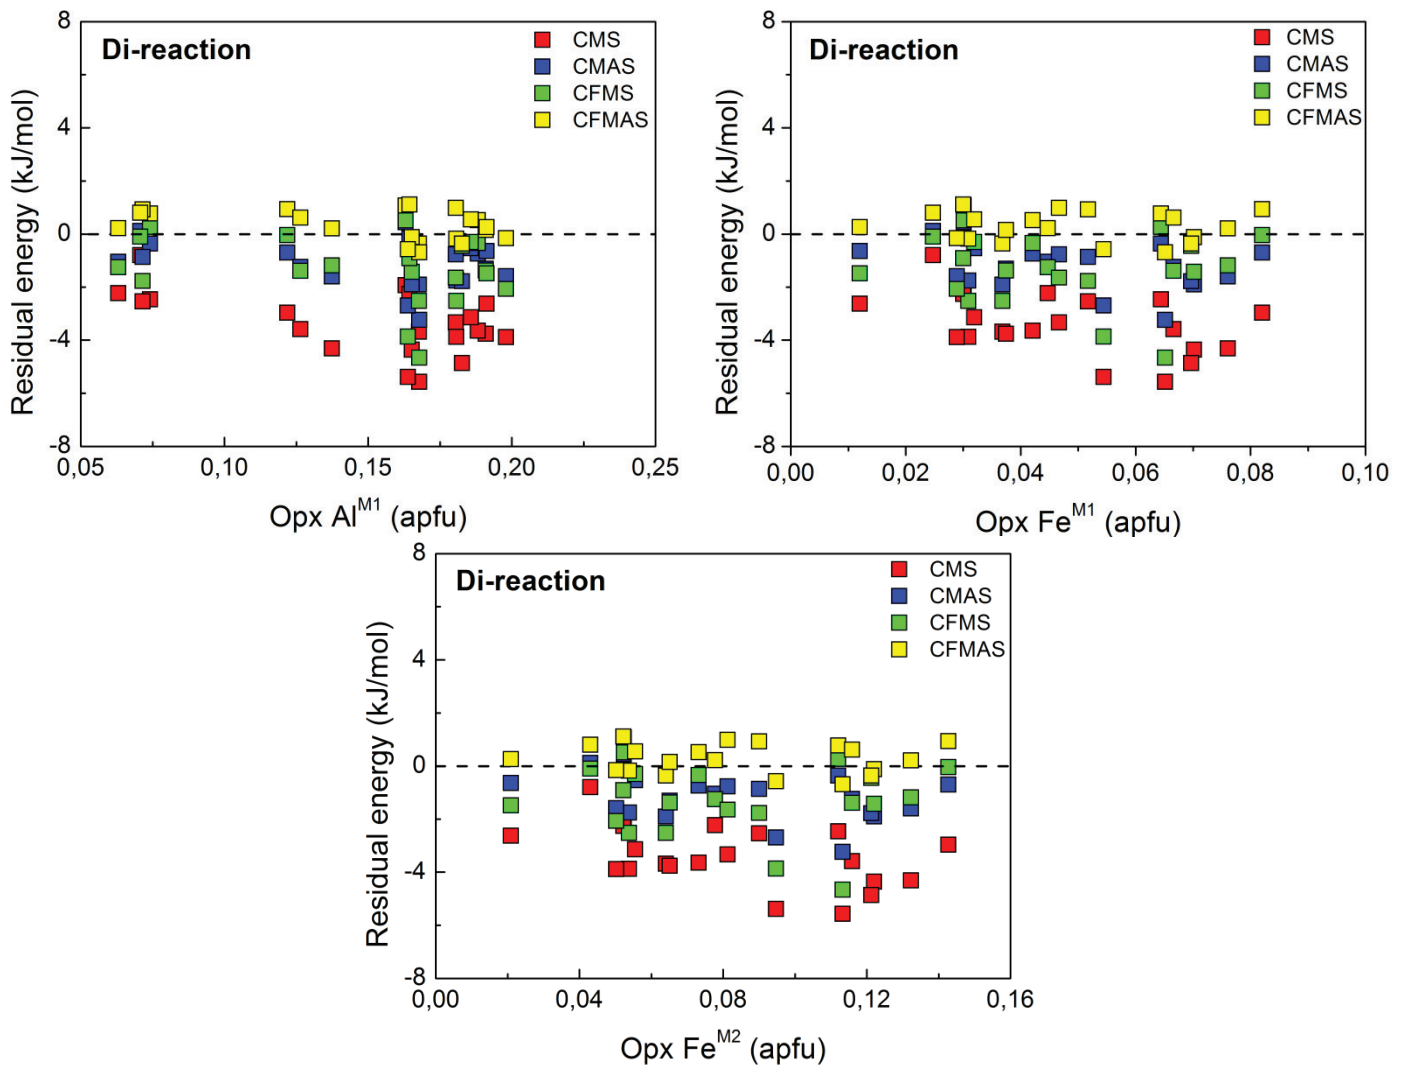 Di-reaction
CMS
CMAS
CFMS
CFMAS
8
4
0
-4
-8
Residual energy (kJ/mol)
0,05
0,10
0,15
0,20
0,25
Opx Al^M1 (apfu)
Di-reaction
CMS
CMAS
CFMS
CFMAS
8
4
0
-4
-8
Residual energy (kJ/mol)
0,00
0,02
0,04
0,06
0,08
0,10
Opx Fe^M1 (apfu)
Di-reaction
CMS
CMAS
CFMS
CFMAS
8
4
0
-4
-8
Residual energy (kJ/mol)
0,00
0,04
0,08
0,12
0,16
Opx Fe^M2 (apfu)